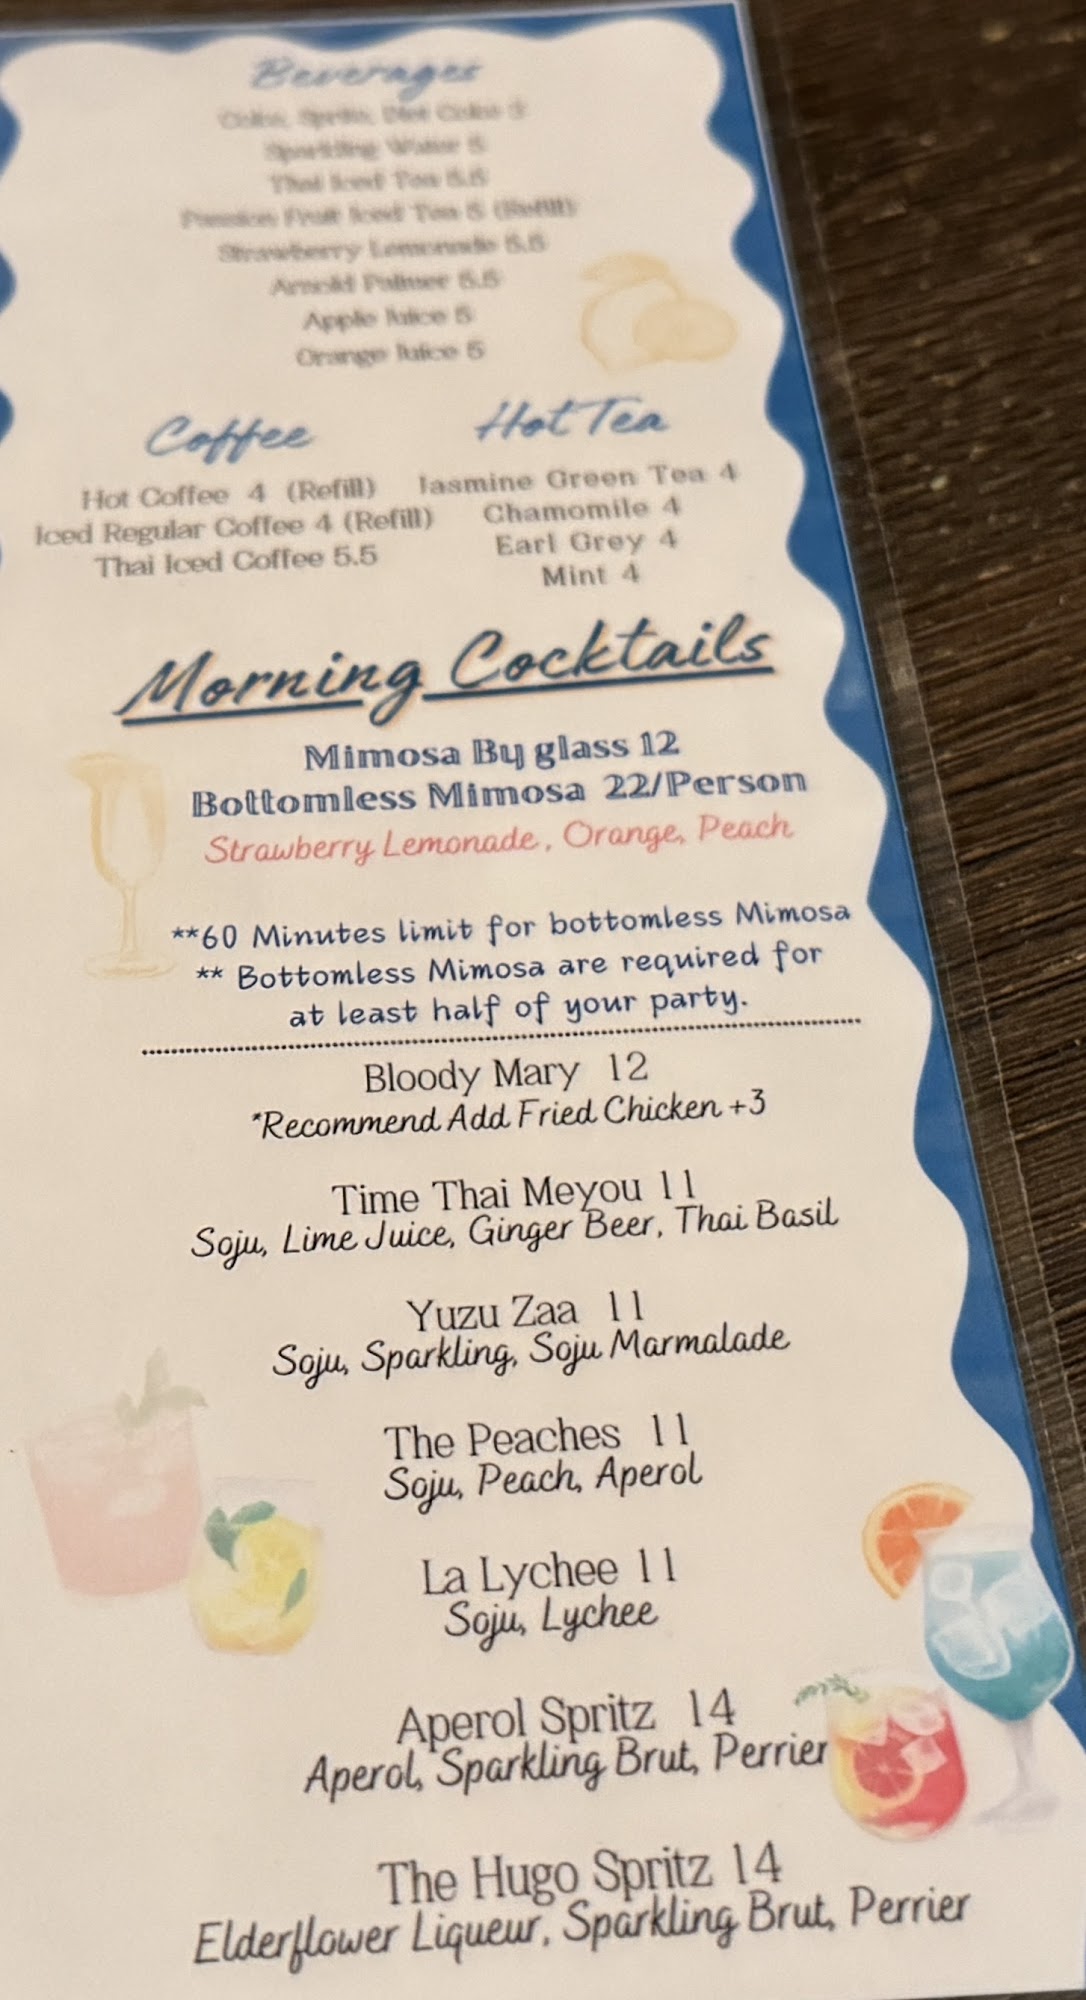 Beverages
Coke, Sprite, Diet Coke 3
Sparkling Water 5
Thai Iced Tea 5.5
Passion Fruit Iced Tea 5 (Refill)
Strawberry Lemonade 5.5
Arnold Palmer 5.5
Apple Juice 5
Orange Juice 5
Coffee
Hot Coffee 4 (Refill)
Iced Regular Coffee 4 (Refill)
Thai Iced Coffee 5.5
Hot Tea
Jasmine Green Tea 4
Chamomile 4
Earl Grey 4
Mint 4
Morning Cocktails
Mimosa By glass 12
Bottomless Mimosa 22/Person
Strawberry Lemonade, Orange, Peach
**60 Minutes limit for bottomless Mimosa
** Bottomless Mimosa are required for
at least half of your party.
Bloody Mary 12
*Recommend Add Fried Chicken +3
Time Thai Meyou 11
Soju, Lime Juice, Ginger Beer, Thai Basil
Yuzu Zaa 11
Soju, Sparkling, Soju Marmalade
The Peaches 11
Soju, Peach, Aperol
La Lychee 11
Soju, Lychee
Aperol Spritz 14
Aperol, Sparkling Brut, Perrier
The Hugo Spritz 14
Elderflower Liqueur, Sparkling Brut, Perrier